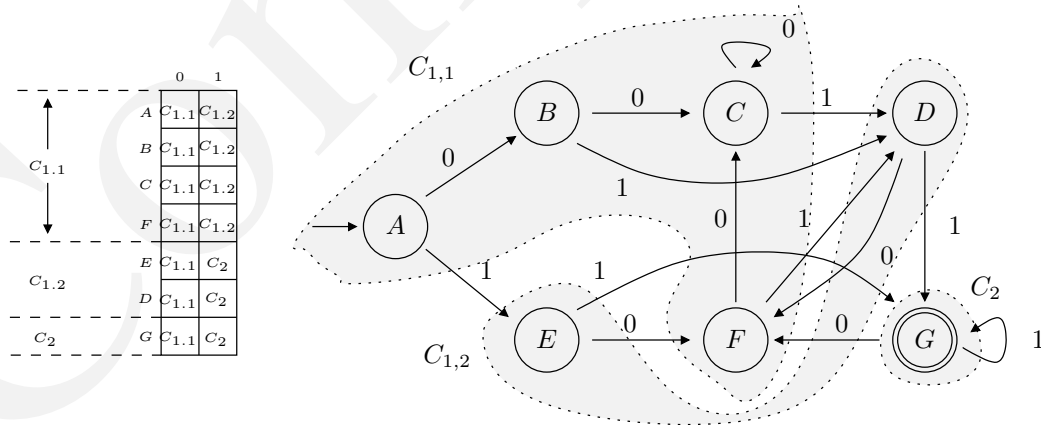 0 1
A C1.1 C1.2
B C1.1 C1.2
C1.1
C C1.1 C1.2
F C1.1 C1.2
E C1.1 C2
C1.2
D C1.1 C2
C2 G C1.1 C2
C1,1
0
B 0 C 1 D
0
1
A
0 1
1 1 0 1
C2
E 0 F 0 G 1
C1,2